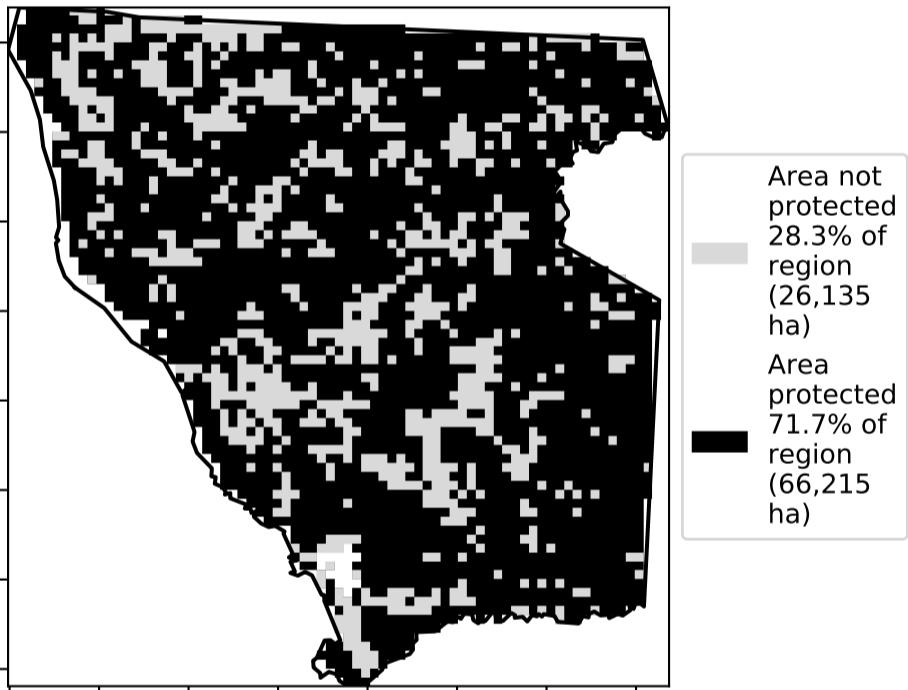 Area not
protected
28.3% of
region
(26,135
ha)
Area
protected
71.7% of
region
(66,215
ha)